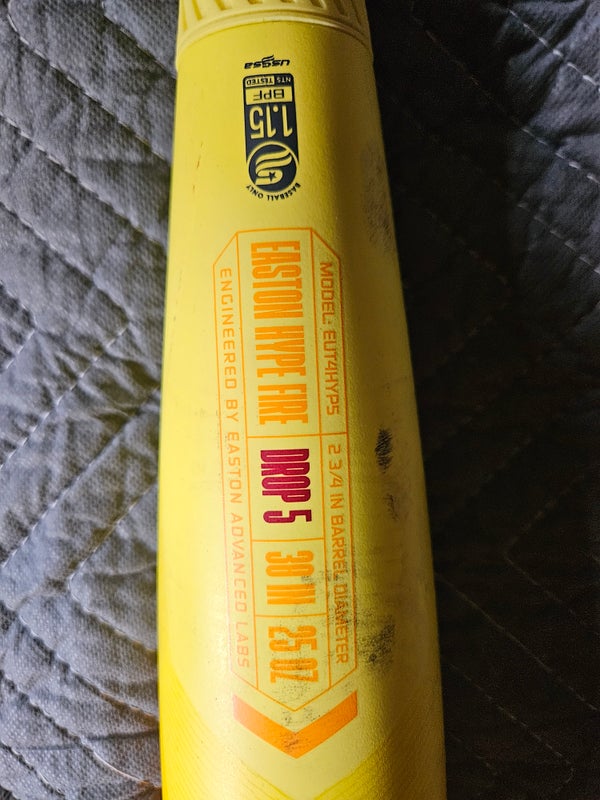 usssa
NTS TESTED
BPF
1.15
BASEBALL ONLY
MODEL: EUT4HYP5
2 3/4 IN BARREL DIAMETER
EASTON HYPE FIRE
DROP 5
30 IN
25 OZ
ENGINEERED BY EASTON ADVANCED LABS